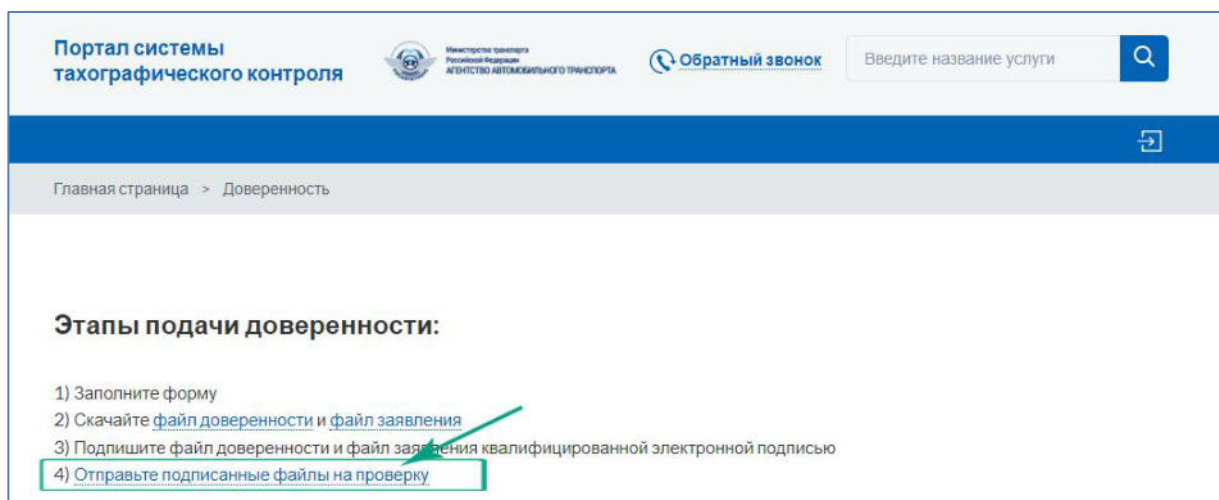 Портал системы
тахографического контроля
Министерство транспорта
Российской Федерации
АГЕНТСТВО АВТОМОБИЛЬНОГО ТРАНСПОРТА
Обратный звонок
Введите название услуги
Главная страница > Доверенность
Этапы подачи доверенности:
1) Заполните форму
2) Скачайте файл доверенности и файл заявления
3) Подпишите файл доверенности и файл заявления квалифицированной электронной подписью
4) Отправьте подписанные файлы на проверку